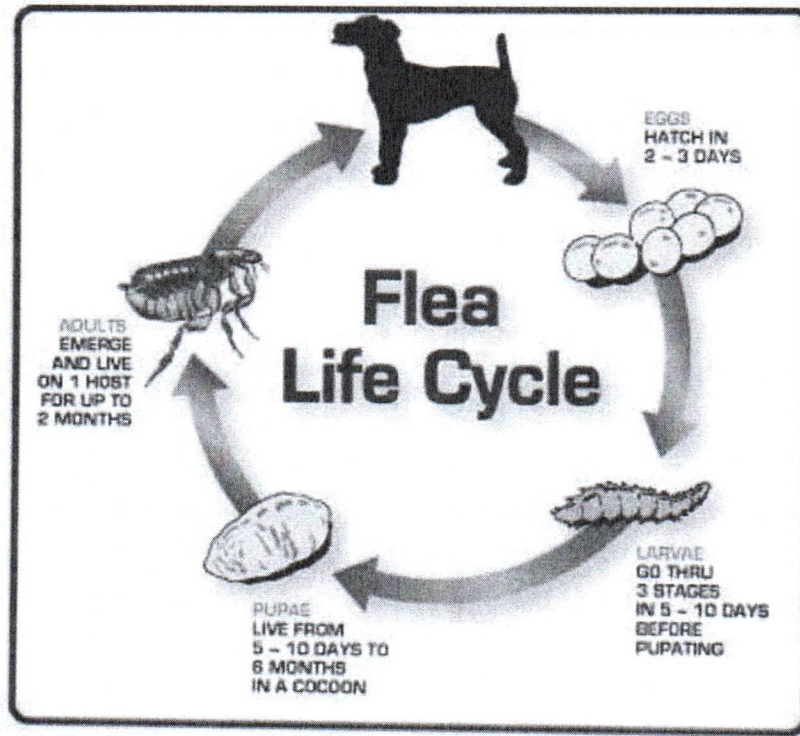 Flea
Life Cycle
EGGS
HATCH IN
2 – 3 DAYS
LARVAE
GO THRU
3 STAGES
IN 5 – 10 DAYS
BEFORE
PUPATING
PUPAE
LIVE FROM
5 – 10 DAYS TO
6 MONTHS
IN A COCOON
ADULTS
EMERGE
AND LIVE
ON 1 HOST
FOR UP TO
2 MONTHS